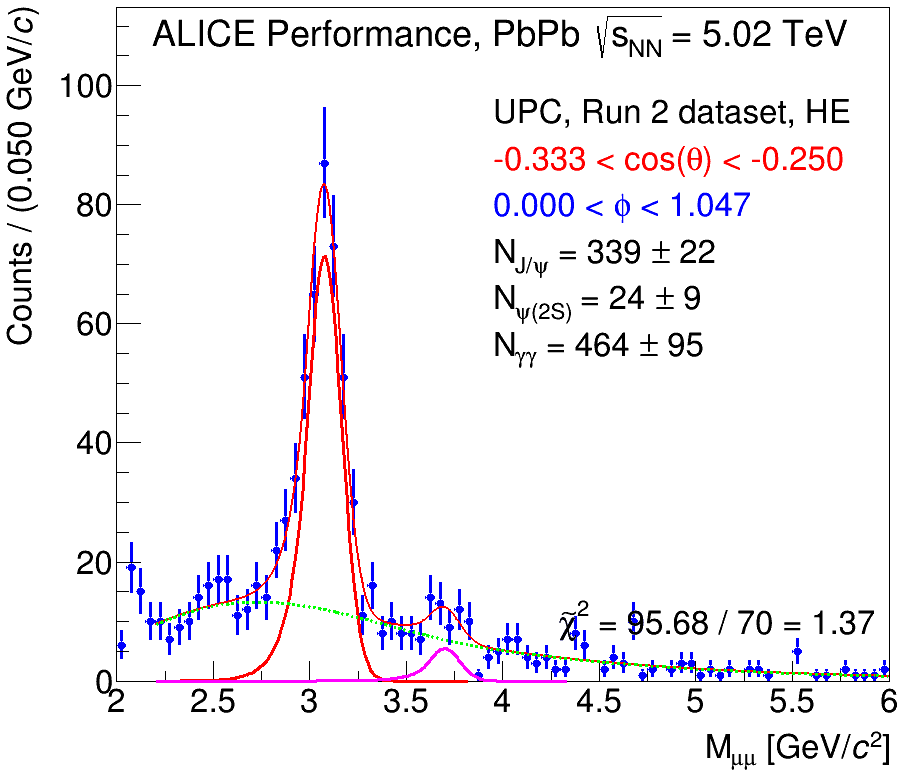 ALICE Performance, PbPb √sNN = 5.02 TeV
Counts / (0.050 GeV/c)
UPC, Run 2 dataset, HE
-0.333 < cos(θ) < -0.250
0.000 < ϕ < 1.047
NJ/ψ = 339 ± 22
Nψ(2S) = 24 ± 9
Nγγ = 464 ± 95
χ̃² = 95.68 / 70 = 1.37
100
80
60
40
20
0
2 2.5 3 3.5 4 4.5 5 5.5 6
Mμμ [GeV/c²]